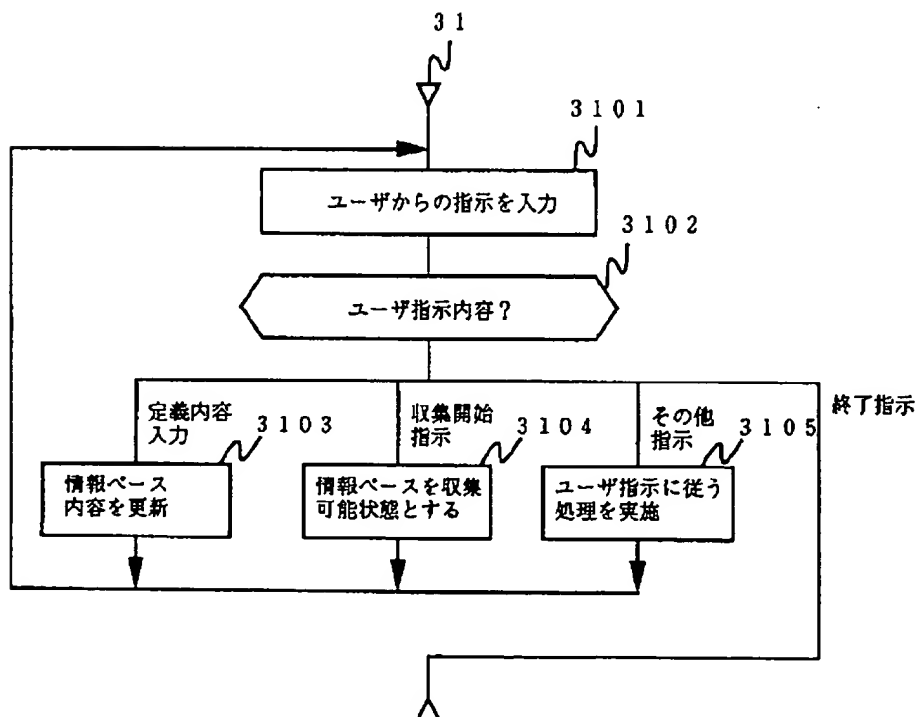 31
3101
ユーザからの指示を入力
3102
ユーザ指示内容?
終了指示
定義内容
入力
3103
収集開始
指示
3104
その他
指示
3105
情報ベース
内容を更新
情報ベースを収集
可能状態とする
ユーザ指示に従う
処理を実施